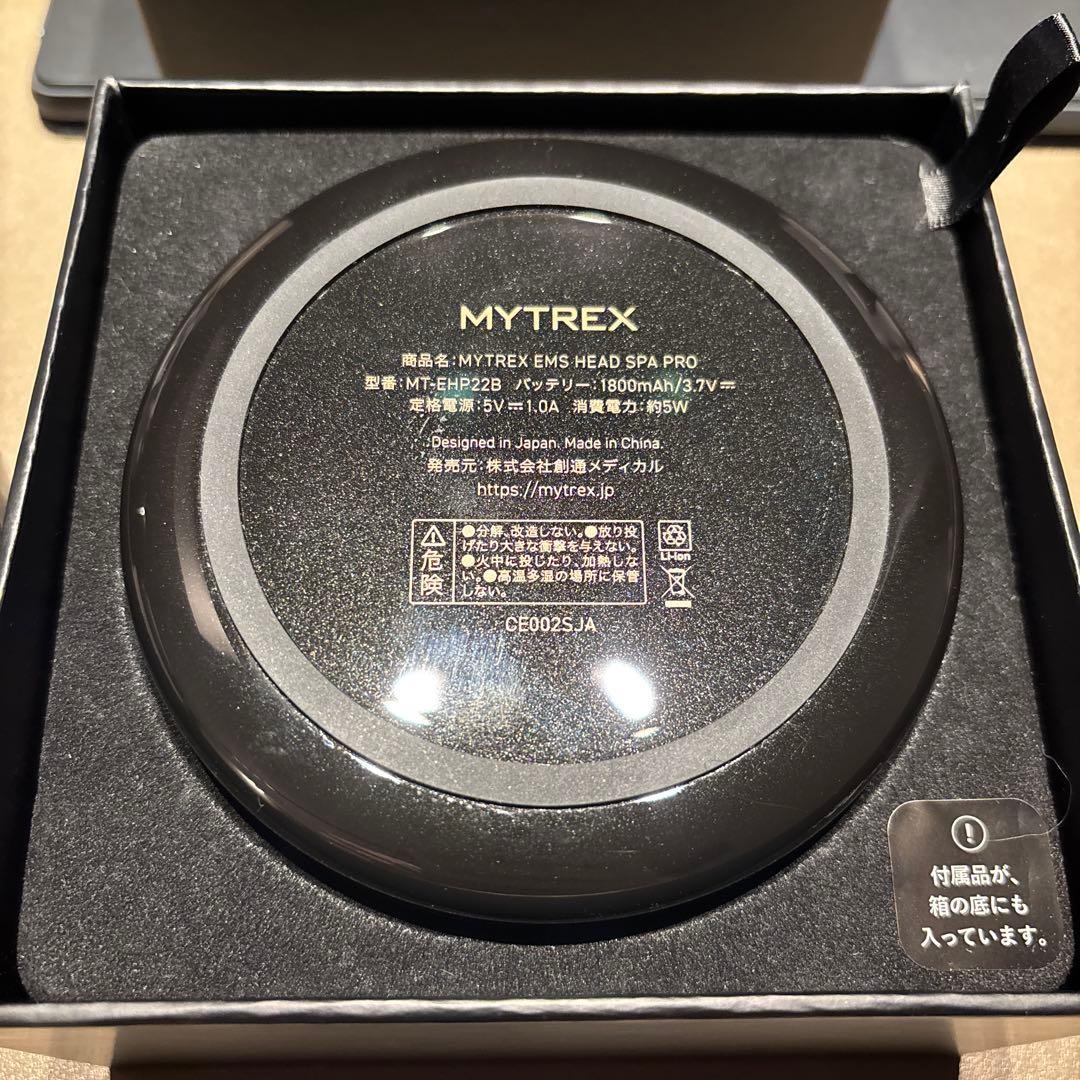 MYTREX
商品名:MYTREX EMS HEAD SPA PRO
型番:MT-EHP22B バッテリー:1800mAh/3.7V⎓
定格電源:5V⎓1.0A 消費電力:約5W
Designed in Japan. Made in China.
発売元:株式会社創通メディカル
https://mytrex.jp
危険
●分解、改造しない。●放り投
げたり大きな衝撃を与えない。
●火中に投じたり、加熱しな
い。●高温多湿の場所に保管
しない。
Li-ion
CE002SJA
付属品が、
箱の底にも
入っています。